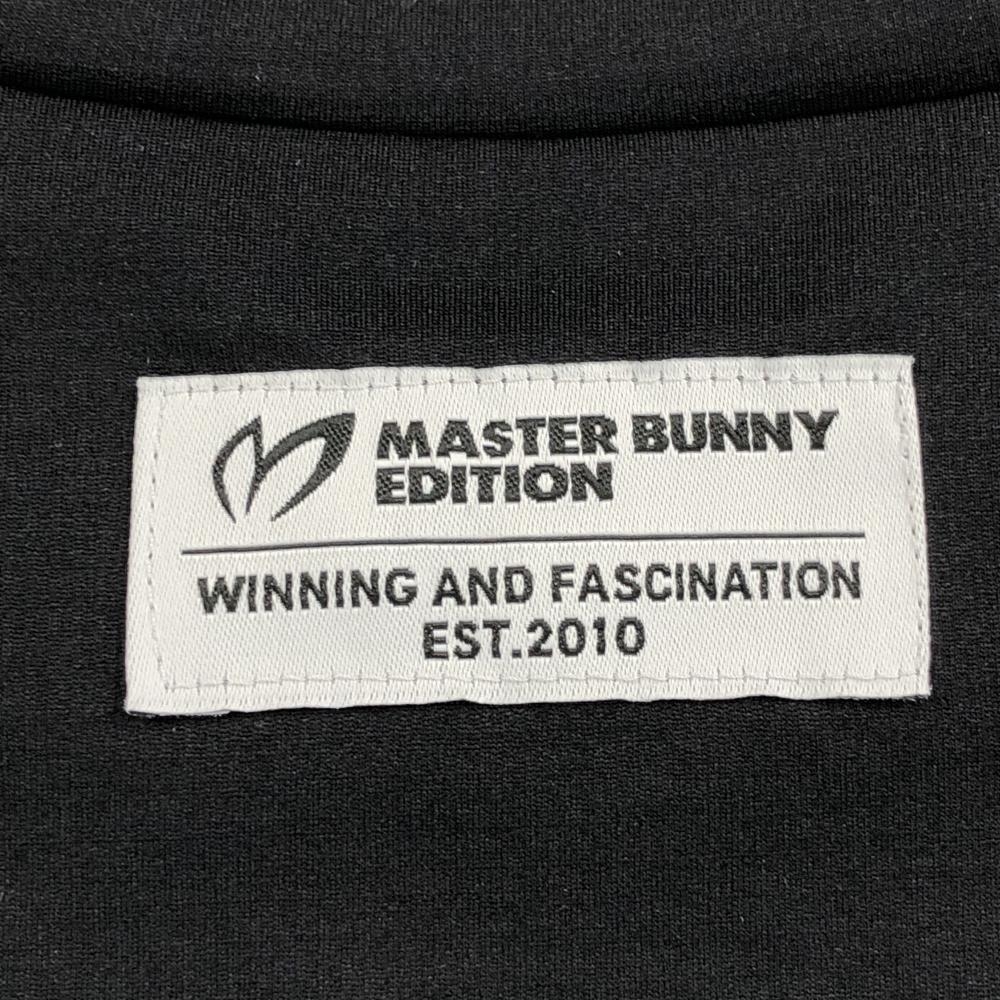 MASTER BUNNY
EDITION
WINNING AND FASCINATION
EST.2010